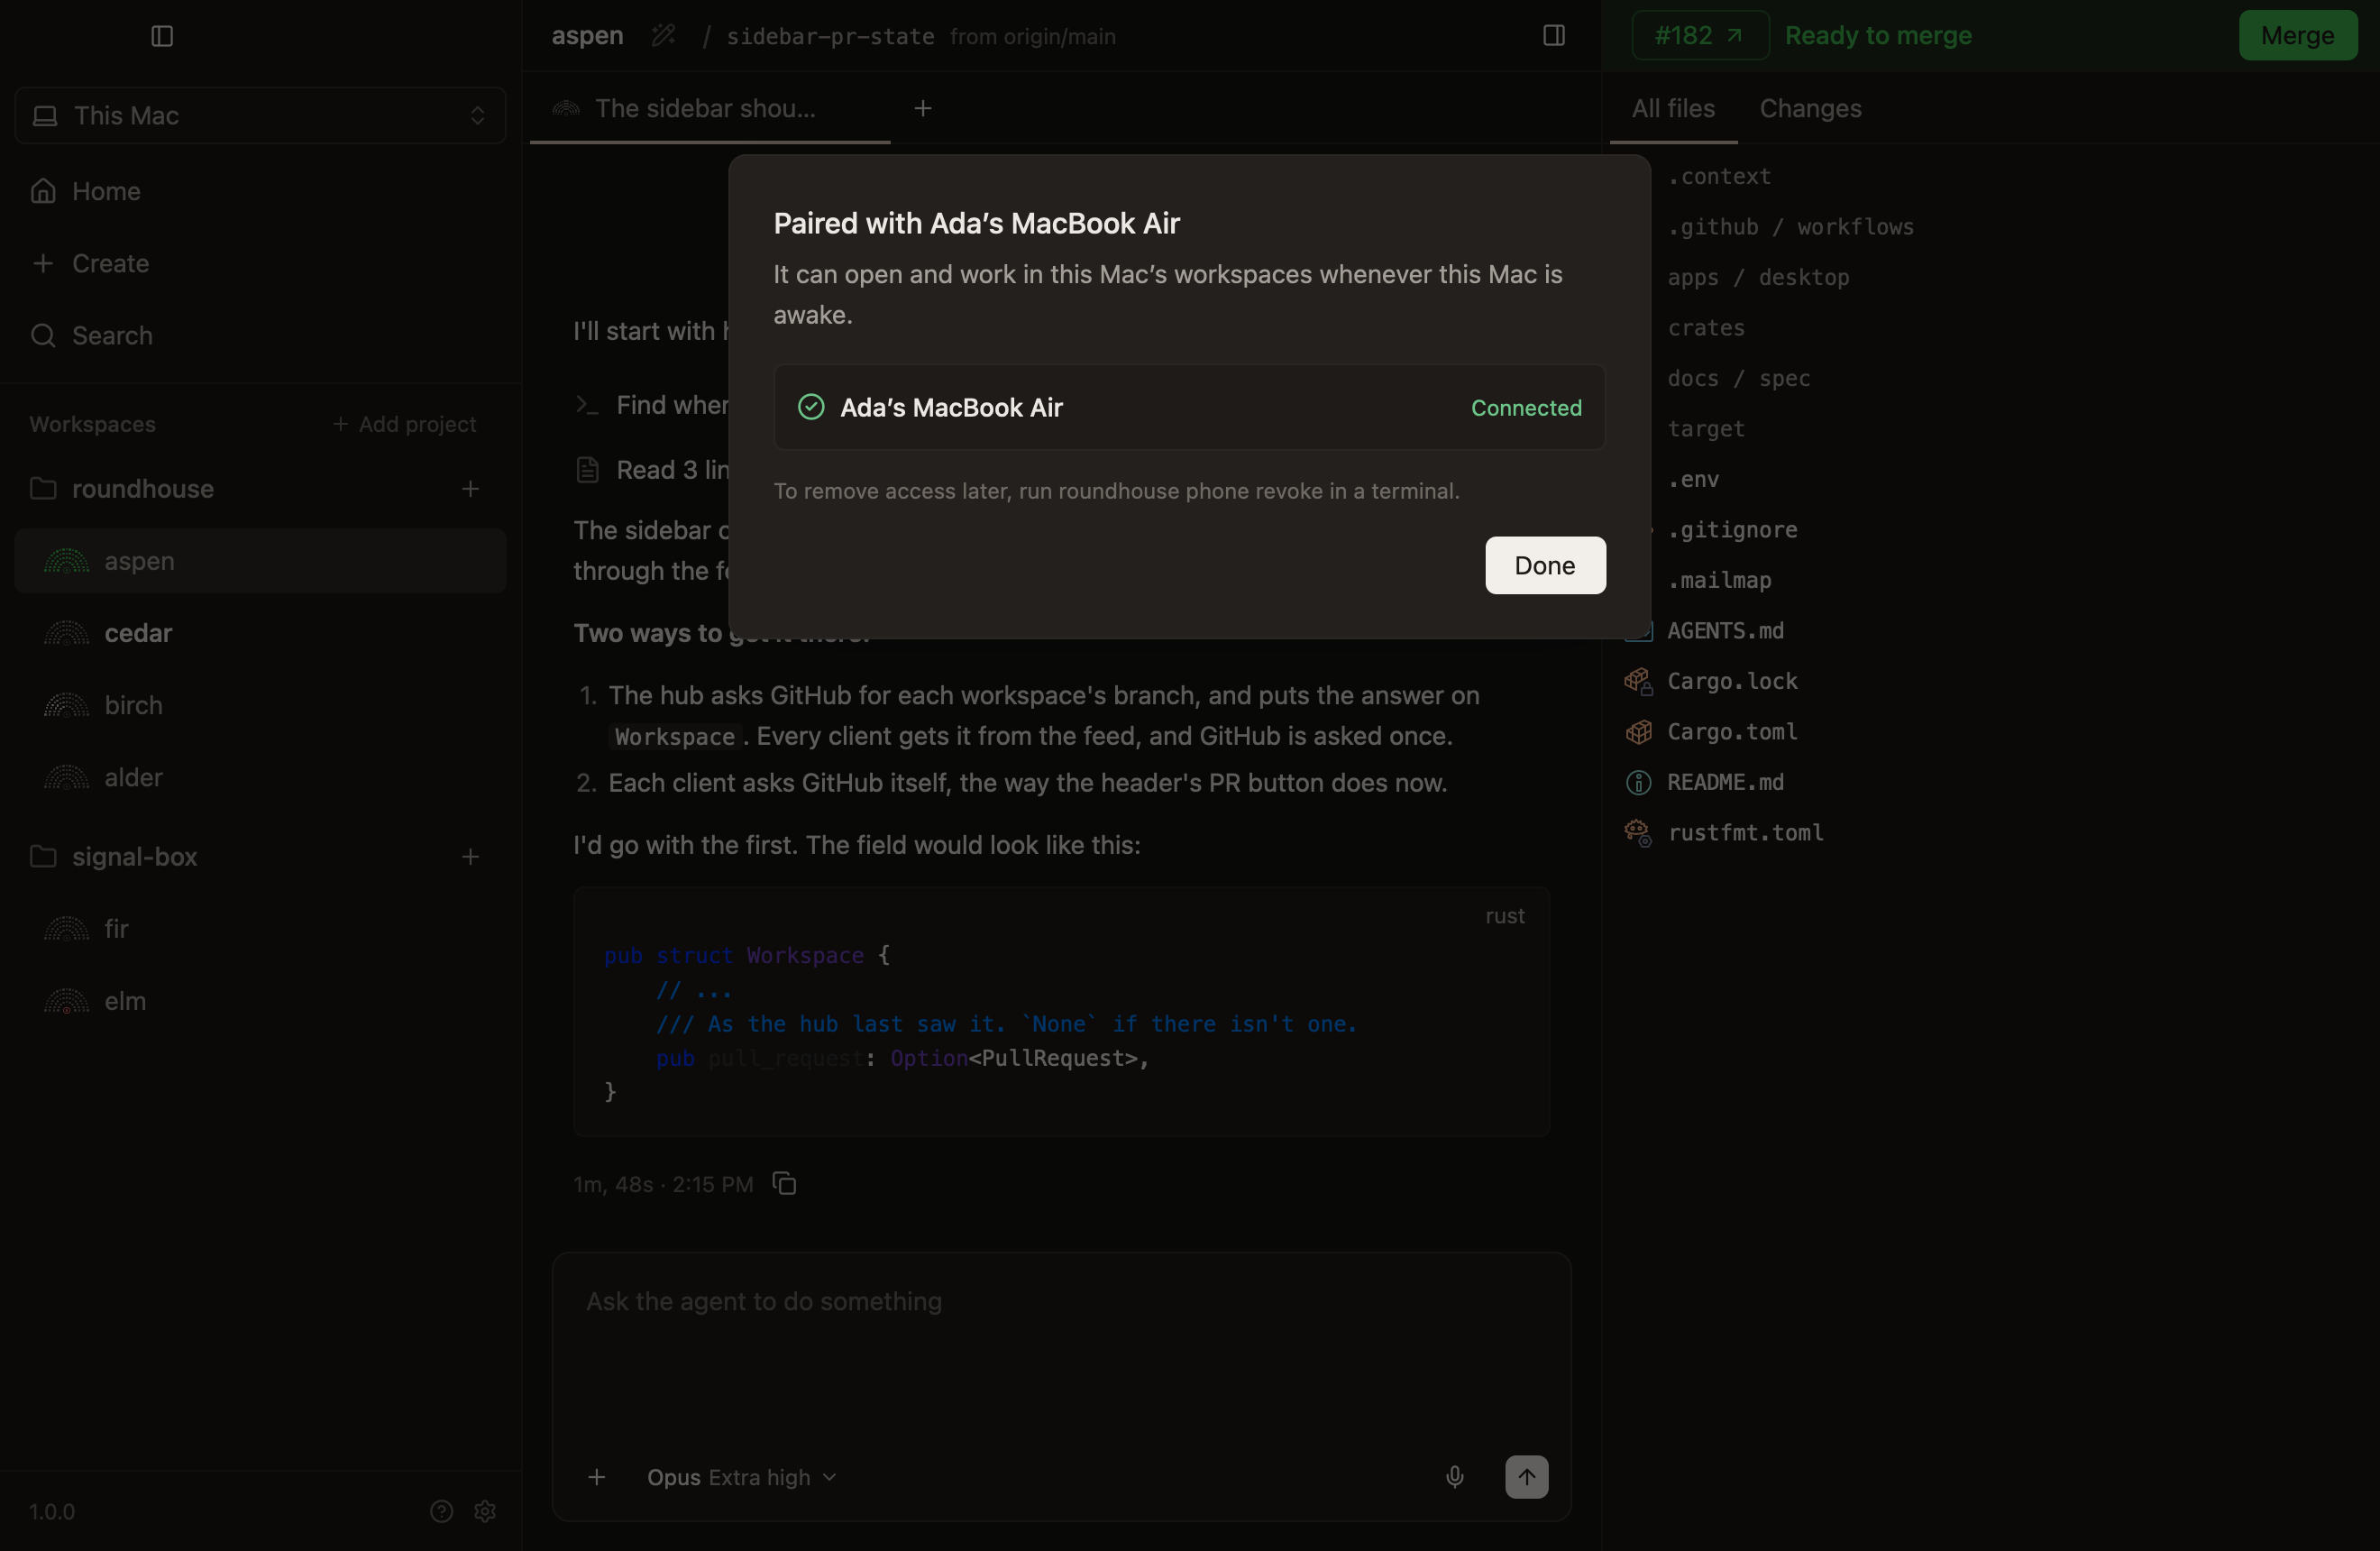 This Mac
Home
Create
Search
Workspaces
Add project
roundhouse
aspen
cedar
birch
alder
signal-box
fir
elm
1.0.0
aspen / sidebar-pr-state from origin/main
The sidebar shou...
I'll start with
Find
Read 3
The sidebar
through the
Two ways to
1. The hub asks GitHub for each workspace's branch, and puts the answer on
Workspace. Every client gets it from the feed, and GitHub is asked once.
2. Each client asks GitHub itself, the way the header's PR button does now.
I'd go with the first. The field would look like this:
rust
pub struct Workspace {
// ...
/// As the hub last saw it. `None` if there isn't one.
pub pull_request: Option<PullRequest>,
}
1m, 48s · 2:15 PM
Ask the agent to do something
Opus Extra high
Paired with Ada’s MacBook Air
It can open and work in this Mac’s workspaces whenever this Mac is
awake.
Ada’s MacBook Air
Connected
To remove access later, run roundhouse phone revoke in a terminal.
Done
#182
Ready to merge
Merge
All files
Changes
.context
.github / workflows
apps / desktop
crates
docs / spec
target
.env
.gitignore
.mailmap
AGENTS.md
Cargo.lock
Cargo.toml
README.md
rustfmt.toml